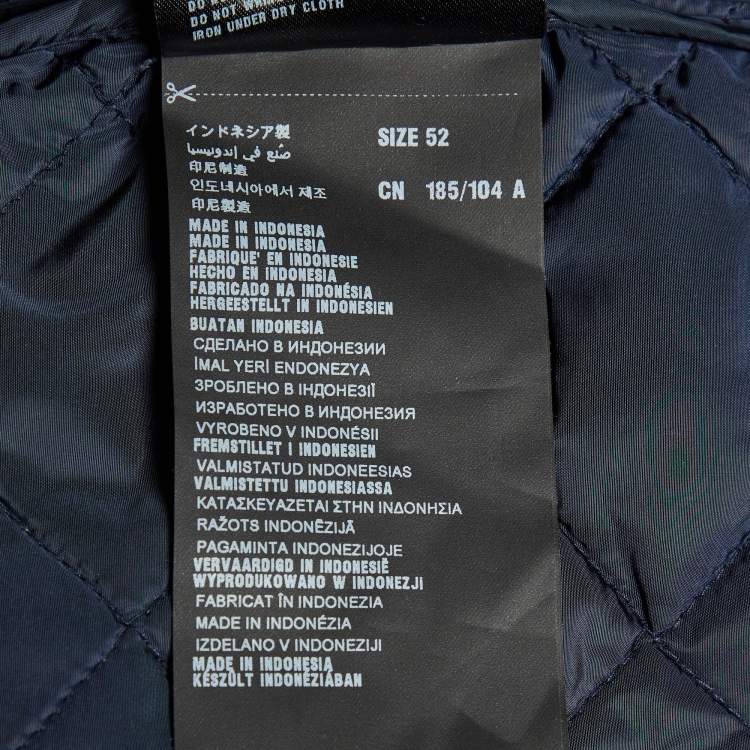 DO NOT
IRON UNDER DRY CLOTH
インドネシア製
صُنع في إندونيسيا
印尼制造
인도네시아에서 제조
印尼製造
SIZE 52
CN 185/104 A
MADE IN INDONESIA
MADE IN INDONESIA
FABRIQUE' EN INDONESIE
HECHO EN INDONESIA
FABRICADO NA INDONÉSIA
HERGEESTELLT IN INDONESIEN
BUATAN INDONESIA
СДЕЛАНО В ИНДОНЕЗИИ
İMAL YERİ ENDONEZYA
ЗРОБЛЕНО В ІНДОНЕЗІЇ
ИЗРАБОТЕНО В ИНДОНЕЗИЯ
VYROBENO V INDONÉSII
FREMSTILLET I INDONESIEN
VALMISTATUD INDONEESIAS
VALMISTETTU INDONESIASSA
ΚΑΤΑΣΚΕΥΑΖΕΤΑΙ ΣΤΗΝ ΙΝΔΟΝΗΣΙΑ
RAŽOTS INDONĒZIJĀ
PAGAMINTA INDONEZIJOJE
VERVAARDIGD IN INDONESIË
WYPRODUKOWANO W INDONEZJI
FABRICAT ÎN INDONEZIA
MADE IN INDONÉZIA
IZDELANO V INDONEZIJI
MADE IN INDONESIA
KÉSZÜLT INDONÉZIÁBAN